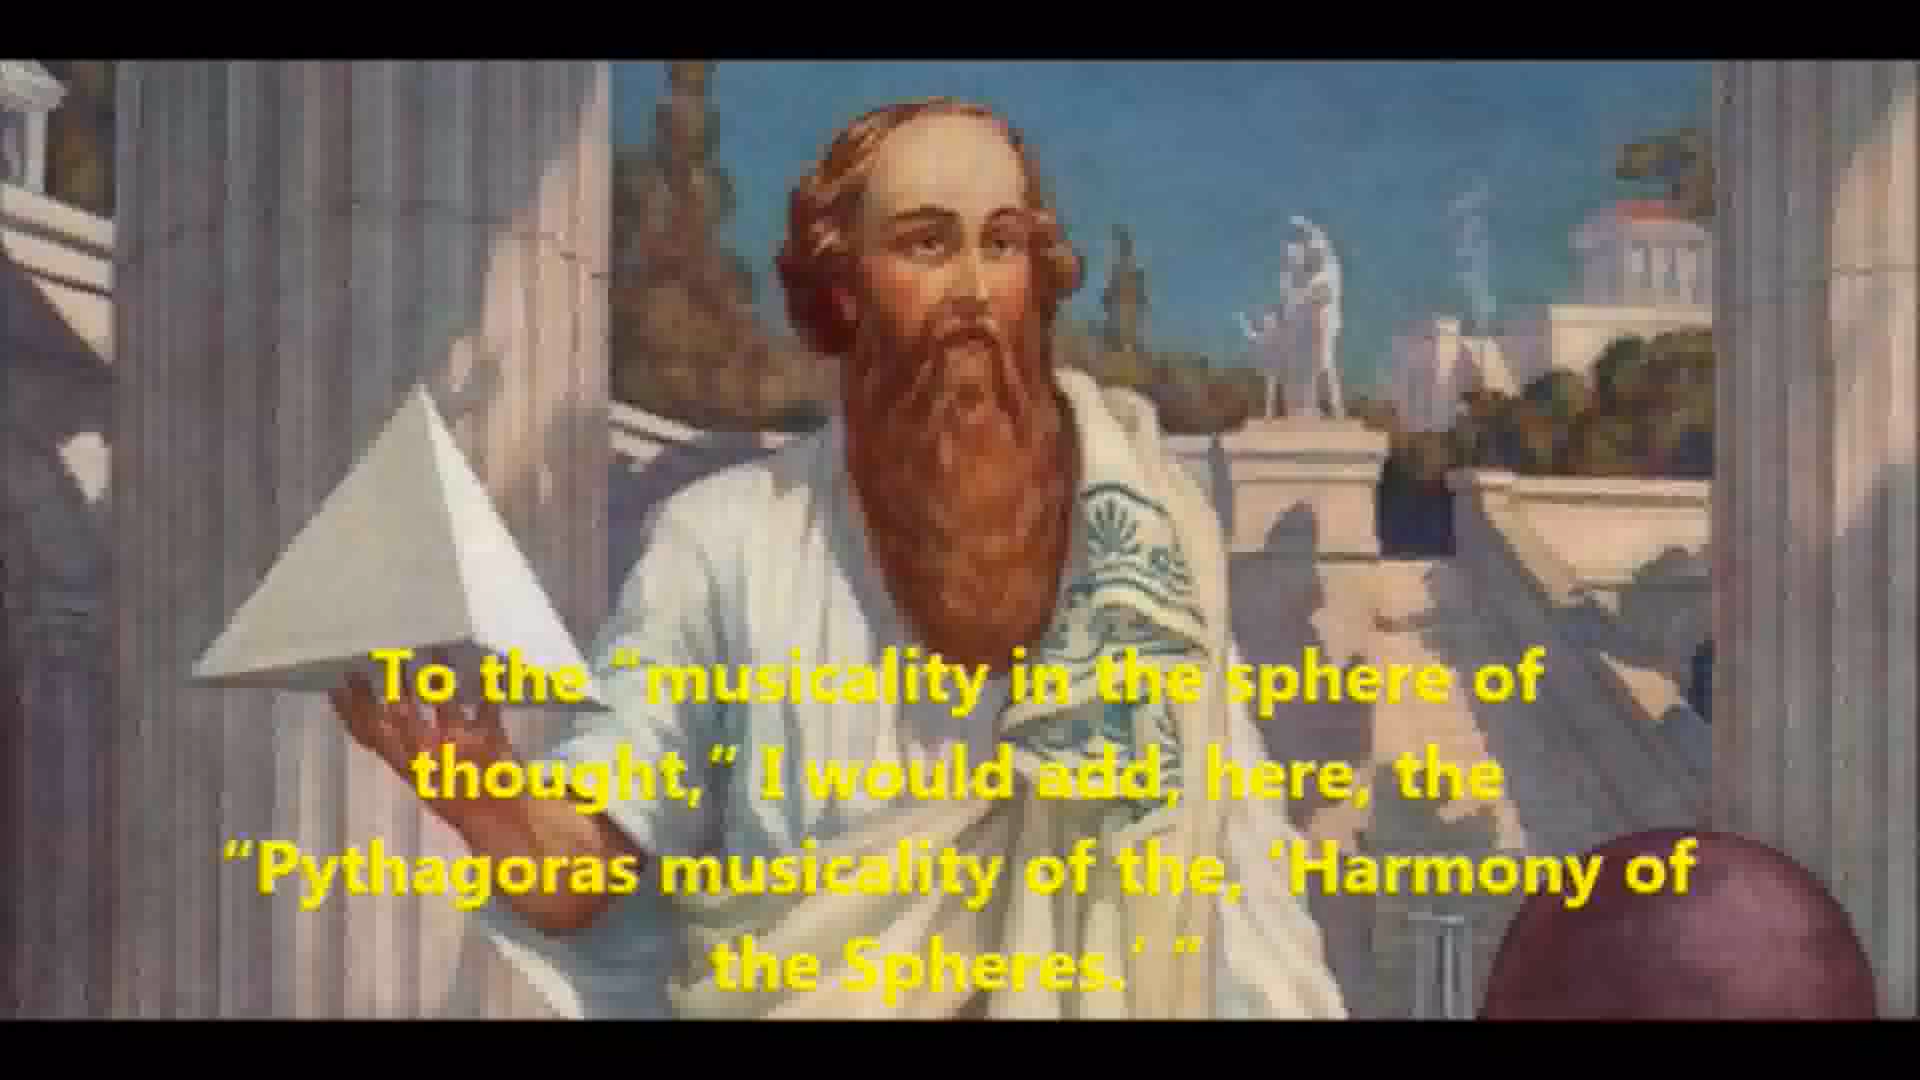 To the “musicality in the sphere of
thought,” I would add, here, the
“Pythagoras musicality of the, ‘Harmony of
the Spheres.’ ”